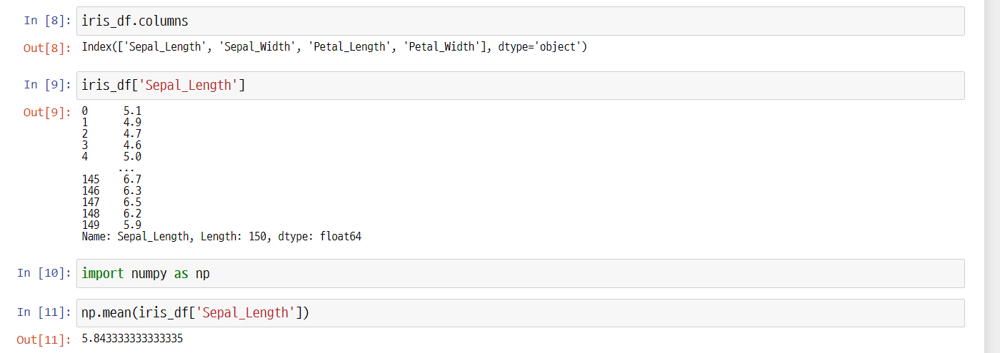 In [8]: iris_df.columns
Out[8]: Index(['Sepal_Length', 'Sepal_Width', 'Petal_Length', 'Petal_Width'], dtype='object')
In [9]: iris_df['Sepal_Length']
Out[9]: 0      5.1
1      4.9
2      4.7
3      4.6
4      5.0
...
145    6.7
146    6.3
147    6.5
148    6.2
149    5.9
Name: Sepal_Length, Length: 150, dtype: float64
In [10]: import numpy as np
In [11]: np.mean(iris_df['Sepal_Length'])
Out[11]: 5.843333333333335